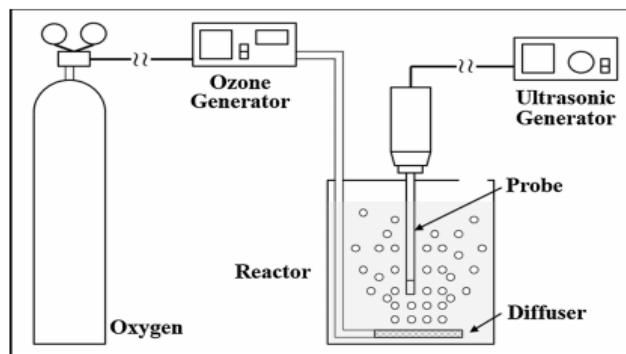 Ozone
Generator
Ultrasonic
Generator
Probe
Reactor
Diffuser
Oxygen